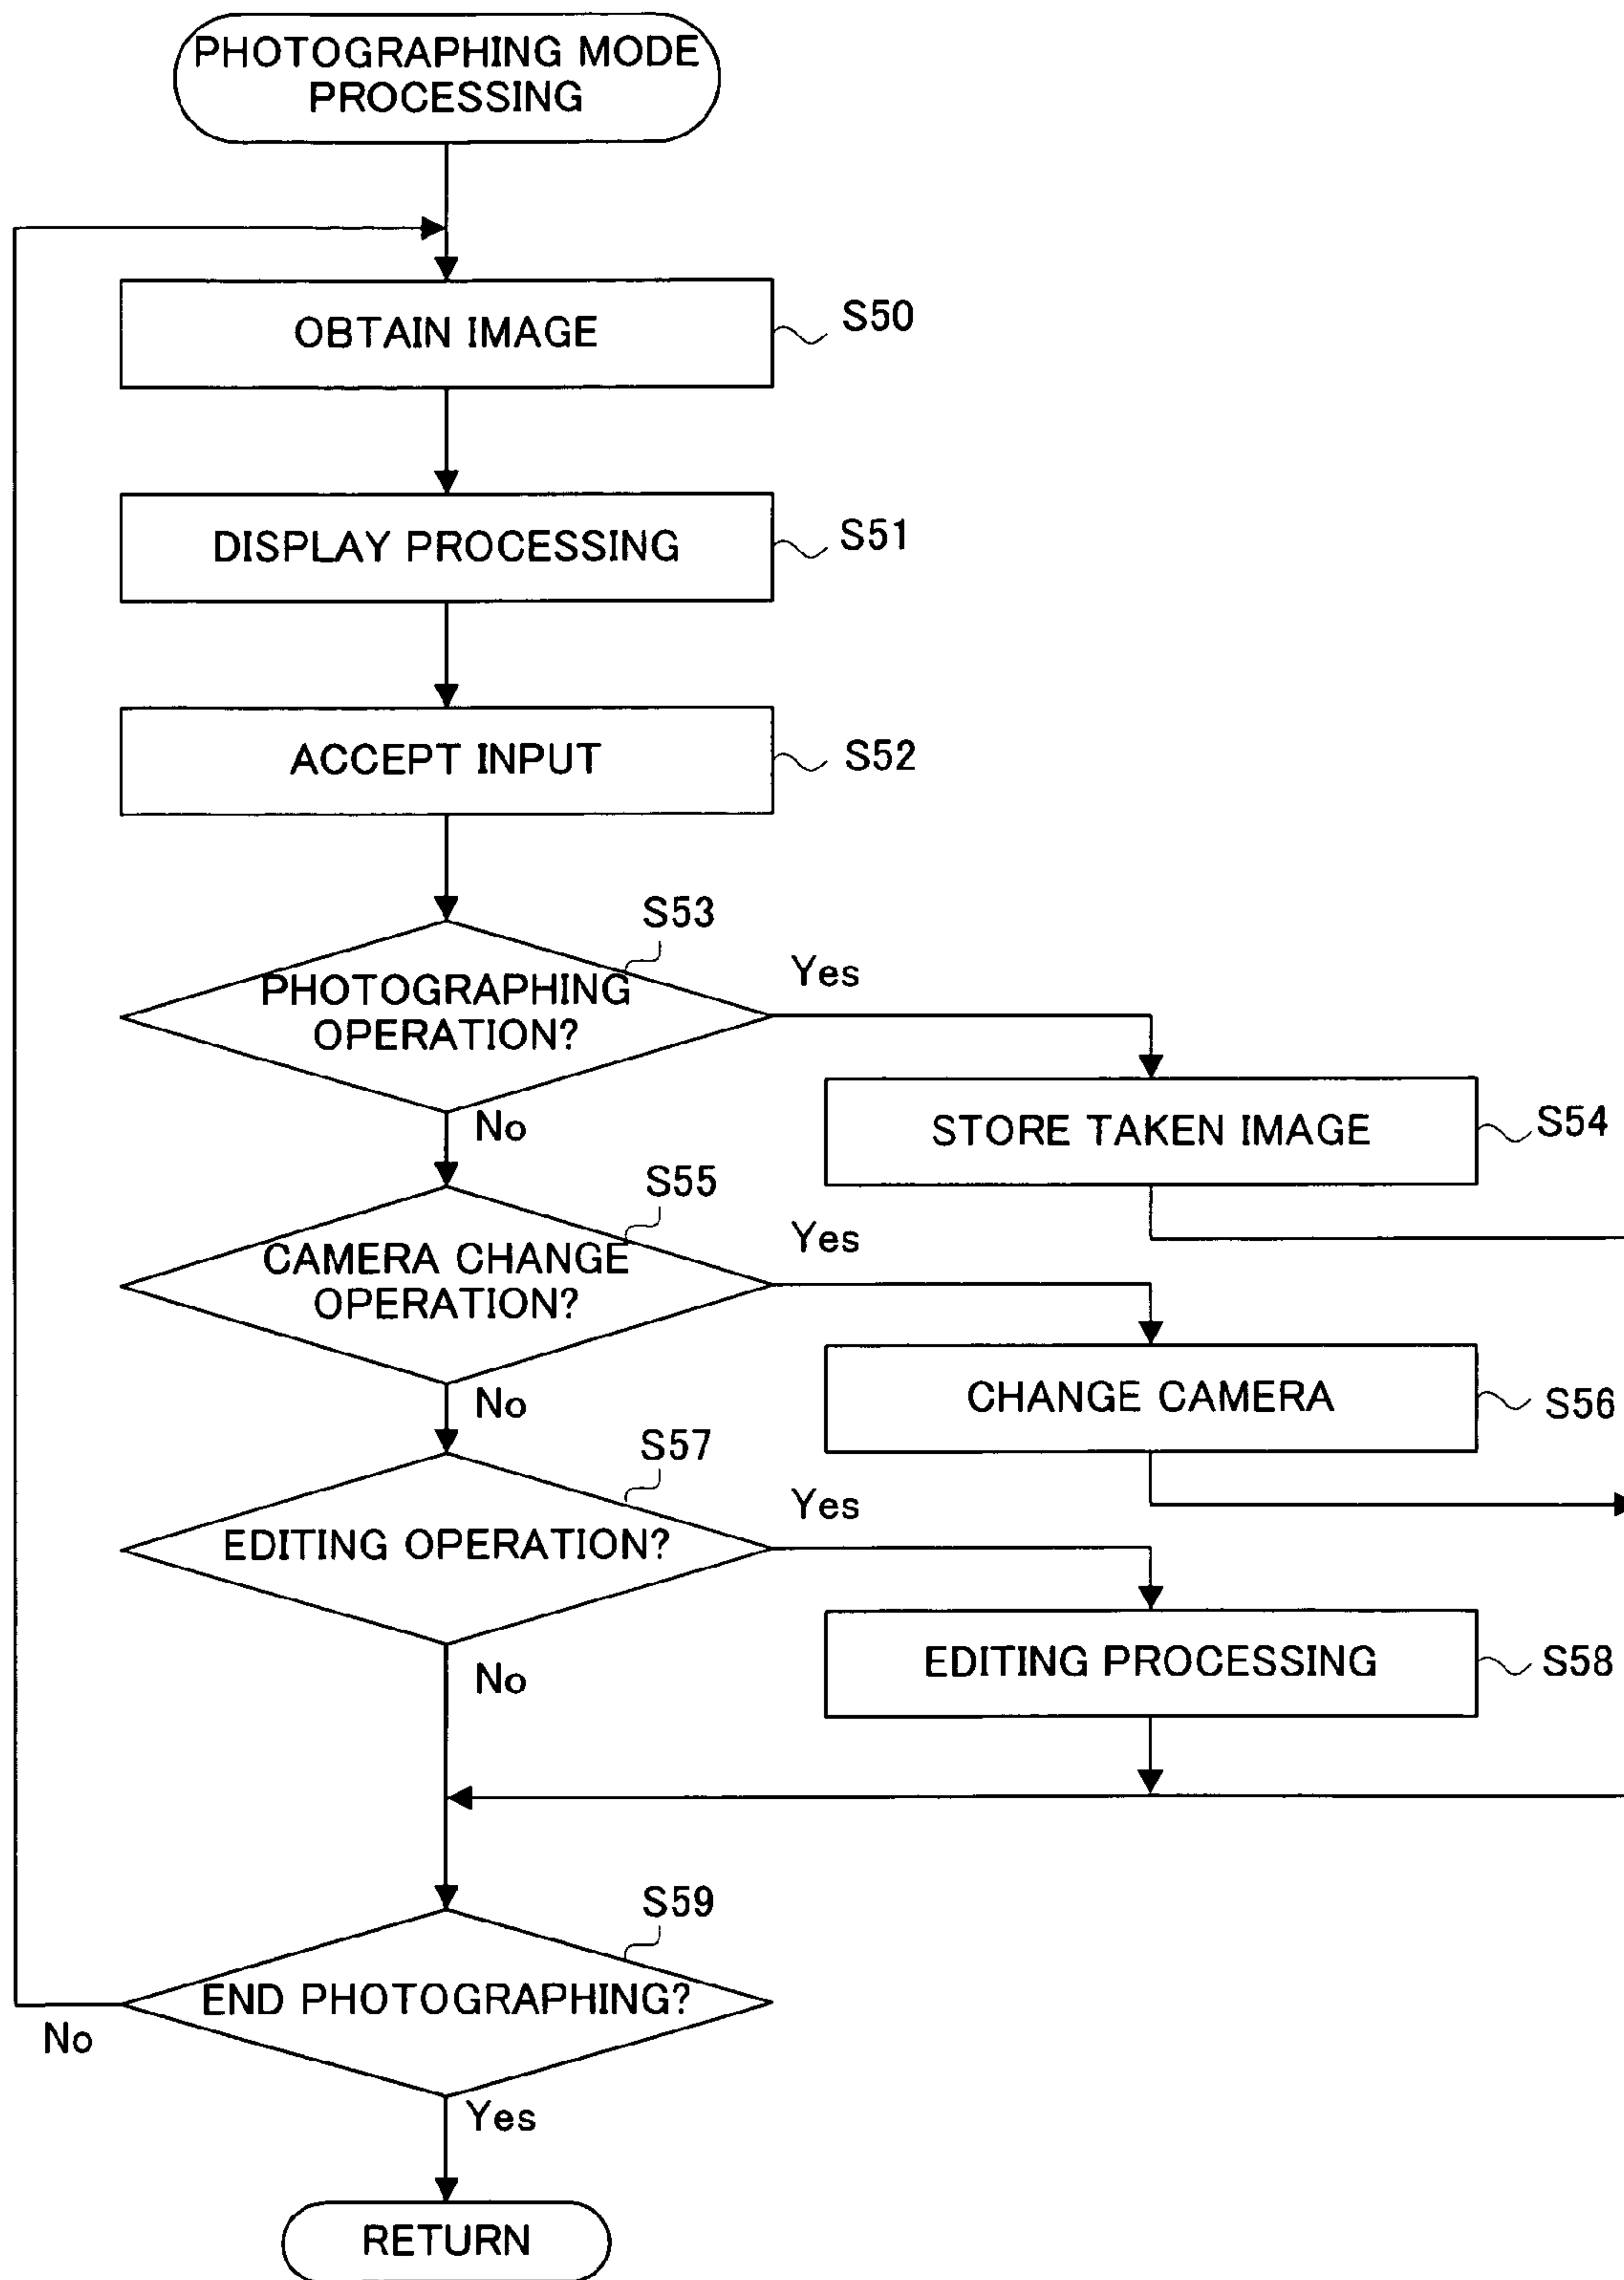 PHOTOGRAPHING MODE
PROCESSING
OBTAIN IMAGE
S50
DISPLAY PROCESSING
S51
ACCEPT INPUT
S52
S53
PHOTOGRAPHING
OPERATION?
Yes
No
STORE TAKEN IMAGE
S54
S55
CAMERA CHANGE
OPERATION?
Yes
No
CHANGE CAMERA
S56
S57
EDITING OPERATION?
Yes
No
EDITING PROCESSING
S58
S59
END PHOTOGRAPHING?
No
Yes
RETURN